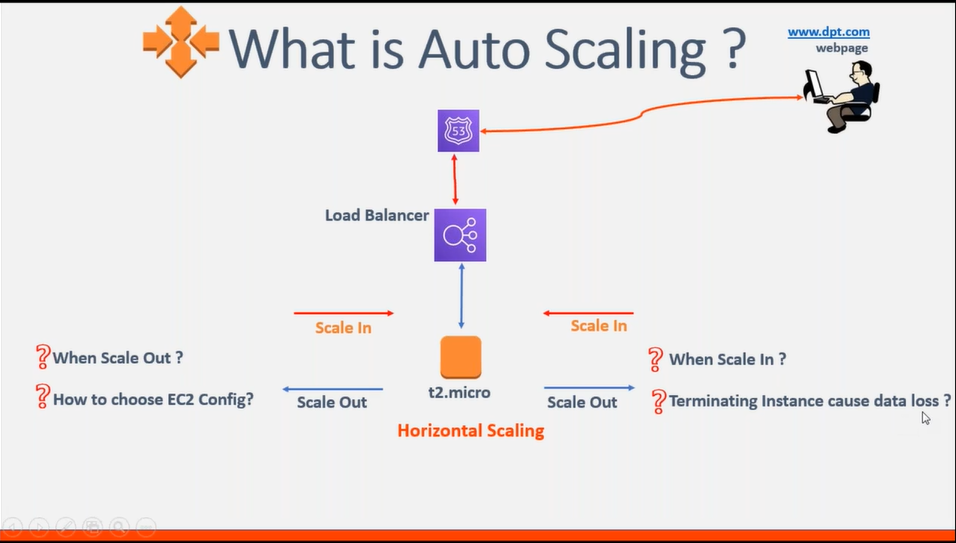 What is Auto Scaling ?
www.dpt.com
webpage
53
Load Balancer
Scale In
Scale In
When Scale Out ?
When Scale In ?
How to choose EC2 Config?
Scale Out
t2.micro
Scale Out
Terminating Instance cause data loss ?
Horizontal Scaling